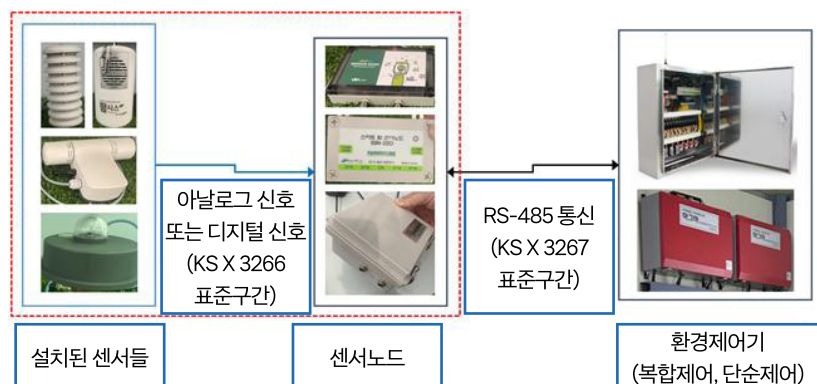 아날로그 신호
또는 디지털 신호
(KS X 3266
표준구간)
RS-485 통신
(KS X 3267
표준구간)
설치된 센서들
센서노드
환경제어기
(복합제어, 단순제어)